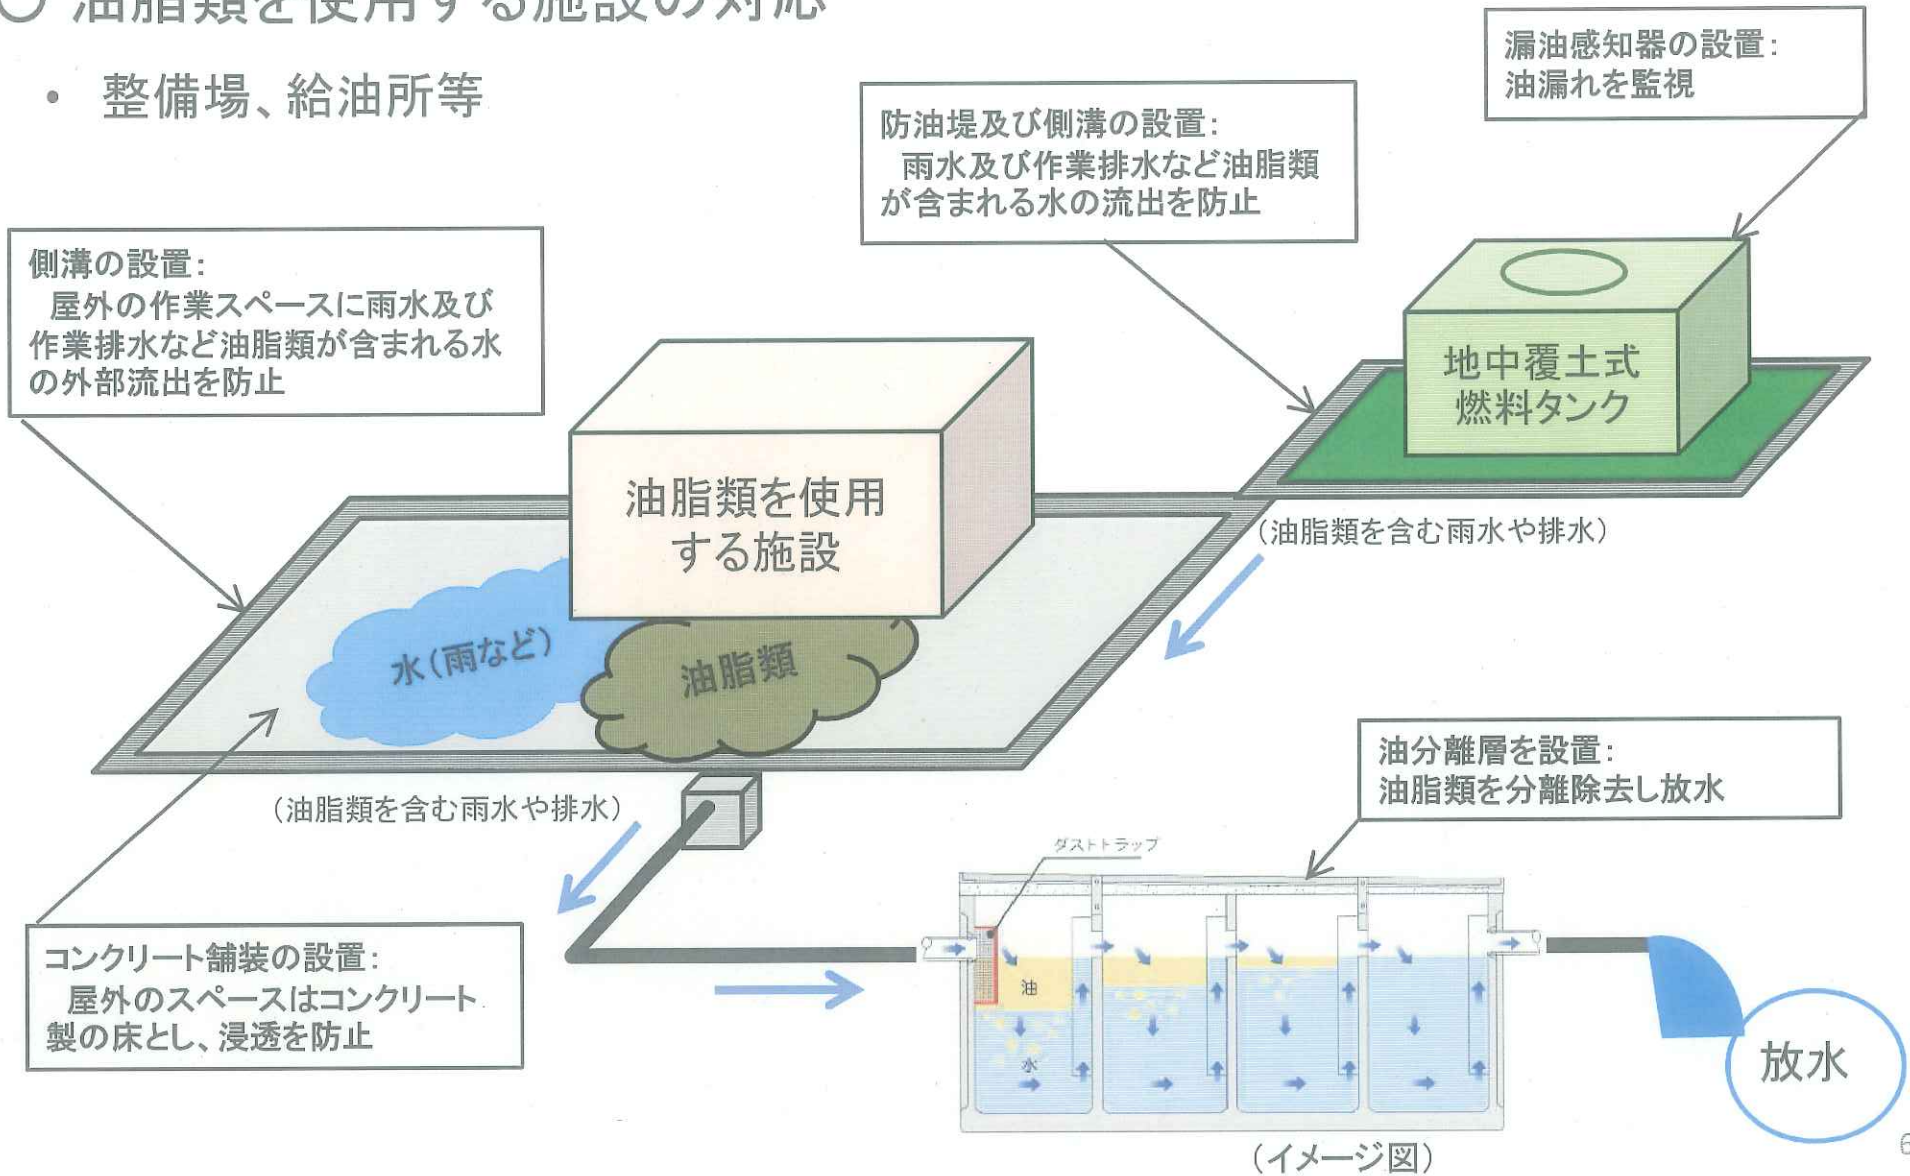 ○ 油脂類を使用する施設の対応
・ 整備場、給油所等
漏油感知器の設置：
油漏れを監視
防油堤及び側溝の設置：
雨水及び作業排水など油脂類
が含まれる水の流出を防止
側溝の設置：
屋外の作業スペースに雨水及び
作業排水など油脂類が含まれる水
の外部流出を防止
地中覆土式
燃料タンク
油脂類を使用
する施設
（油脂類を含む雨水や排水）
水（雨など）
油脂類
油分離層を設置：
油脂類を分離除去し放水
（油脂類を含む雨水や排水）
ダストトラップ
コンクリート舗装の設置：
屋外のスペースはコンクリート
製の床とし、浸透を防止
油
水
放水
（イメージ図）
6